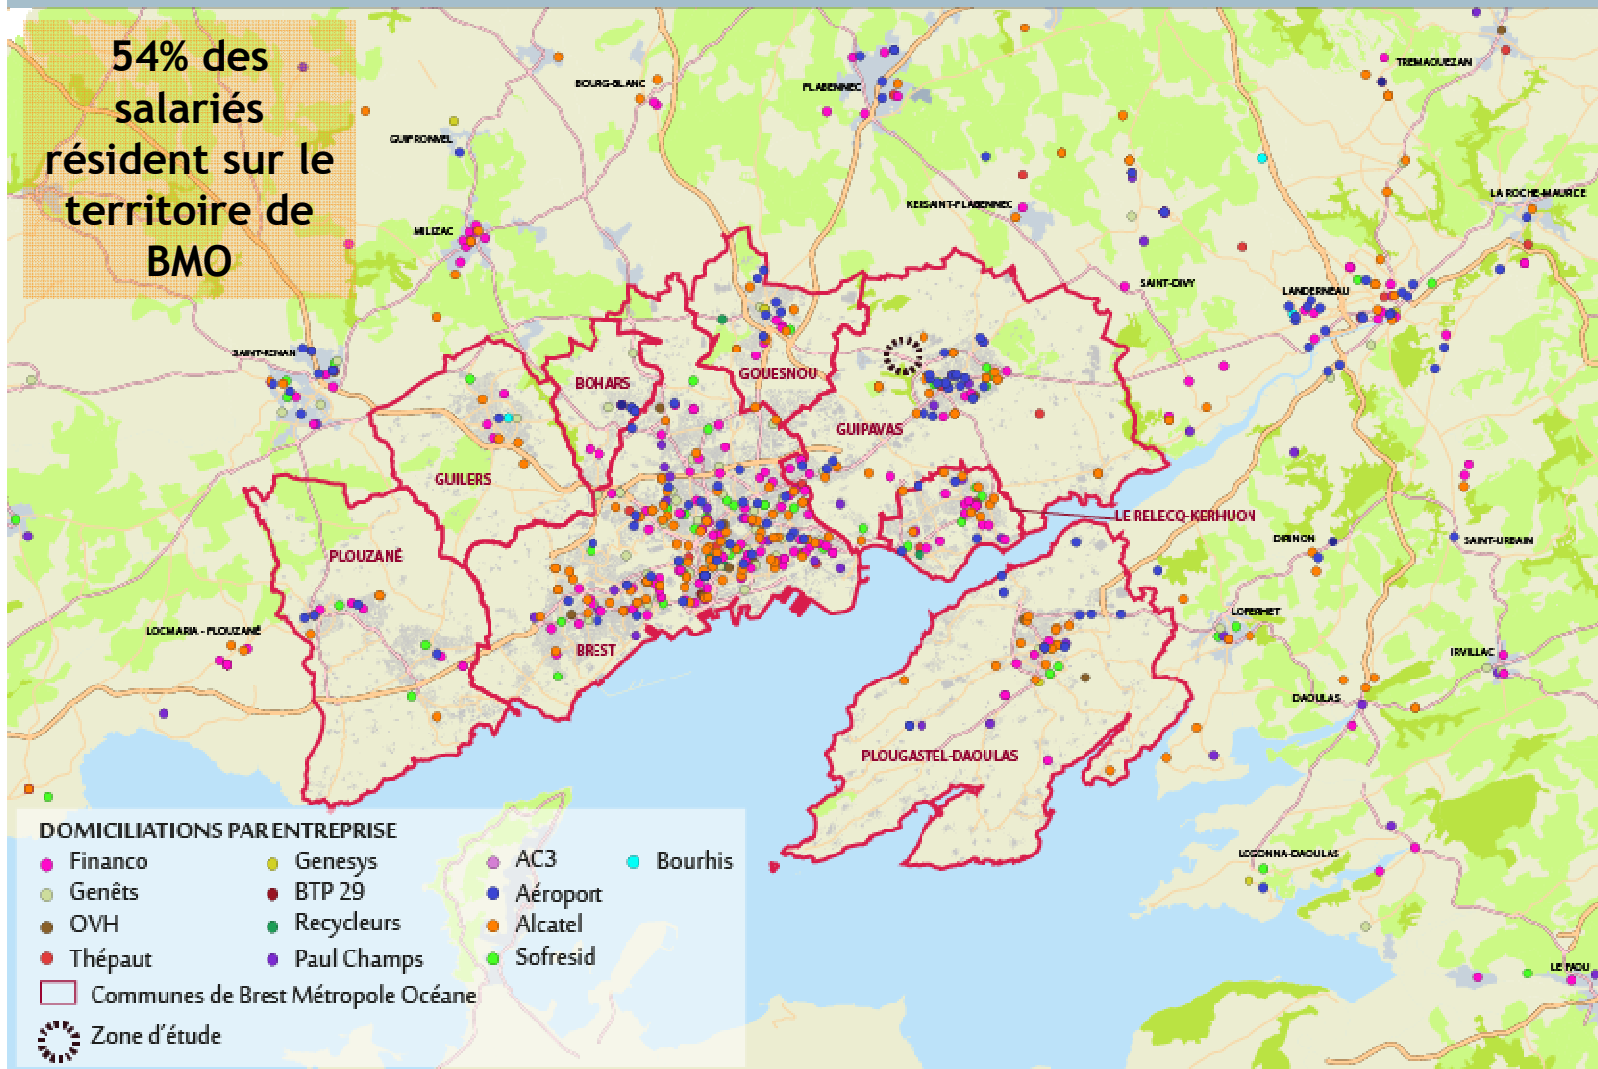 54% des
salariés
résident sur le
territoire de
BMO
BOURG-BLANC
PLABENNEC
TREMAOUEZAN
GUIPRONVEL
KERSAINT-PLABENNEC
LA ROCHE-MAURICE
MILIZAC
SAINT-DIVY
LANDERNEAU
SAINT-RENAN
BOHARS
GOUESNOU
GUIPAVAS
GUILERS
LE RELECQ-KERHUON
PLOUZANÉ
DIRINON
SAINT-URBAIN
LOCMARIA - PLOUZANÉ
BREST
LOPERHET
IRVILLAC
DAOULAS
PLOUGASTEL-DAOULAS
LOGONNA-DAOULAS
LE FAOU
DOMICILIATIONS PAR ENTREPRISE
Financo
Genêts
OVH
Thépaut
Genesys
BTP 29
Recycleurs
Paul Champs
AC3
Aéroport
Alcatel
Sofresid
Bourhis
Communes de Brest Métropole Océane
Zone d'étude